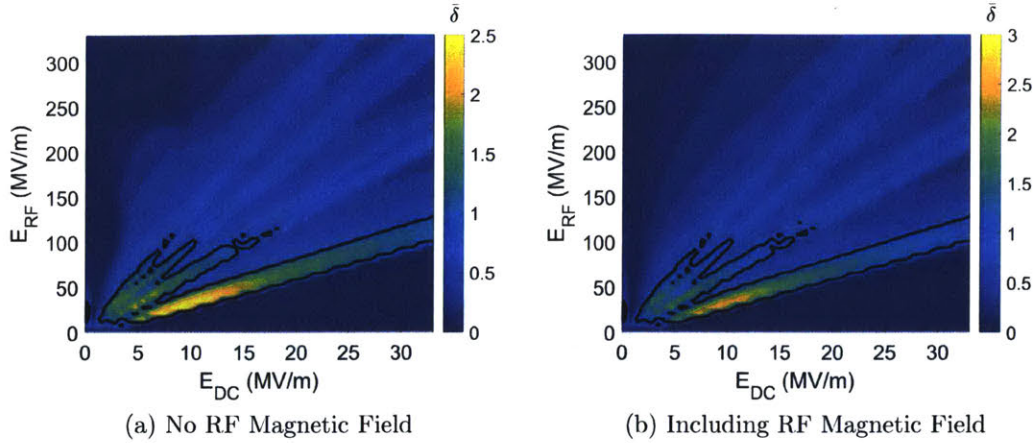 δ̄
δ̄
300
250
200
150
100
50
0
E_RF (MV/m)
0 5 10 15 20 25 30
E_DC (MV/m)
2.5
2
1.5
1
0.5
0
300
250
200
150
100
50
0
E_RF (MV/m)
0 5 10 15 20 25 30
E_DC (MV/m)
3
2.5
2
1.5
1
0.5
0
(a) No RF Magnetic Field
(b) Including RF Magnetic Field